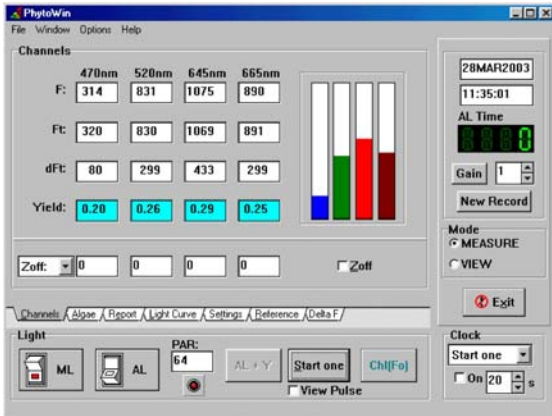 PhytoWin
File Window Options Help
Channels
470nm 520nm 645nm 665nm
F: 314 831 1075 890
Ft: 320 830 1069 891
dFt: 80 299 433 299
Yield: 0.20 0.26 0.29 0.25
Zoff: 0 0 0 0 Zoff
Channels Algae Report Light Curve Settings Reference Delta F
Light
ML
AL
PAR:
64
AL + Y
Start one
Chl(Fo)
View Pulse
28MAR2003
11:35:01
AL Time
0
Gain 1
New Record
Mode
MEASURE
VIEW
Exit
Clock
Start one
On 20 s